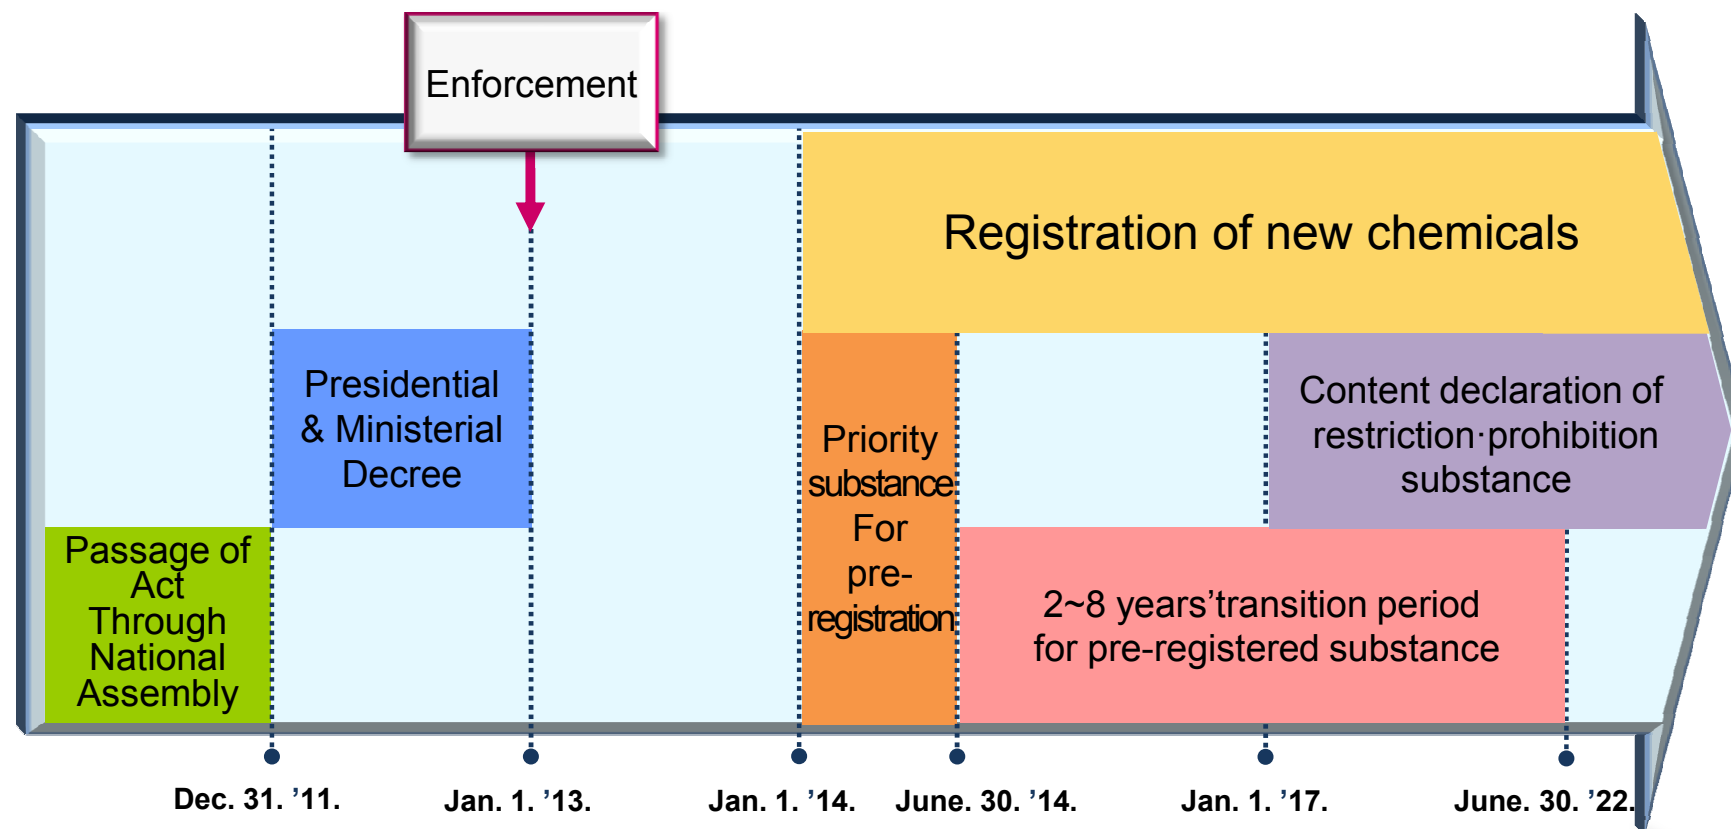 Enforcement
Registration of new chemicals
Presidential
& Ministerial
Decree
Content declaration of
restriction·prohibition
substance
Priority
substance
For
pre-
registration
Passage of
Act
Through
National
Assembly
2~8 years’transition period
for pre-registered substance
Dec. 31. ’11.
Jan. 1. ’13.
Jan. 1. ’14.
June. 30. ’14.
Jan. 1. ’17.
June. 30. ’22.